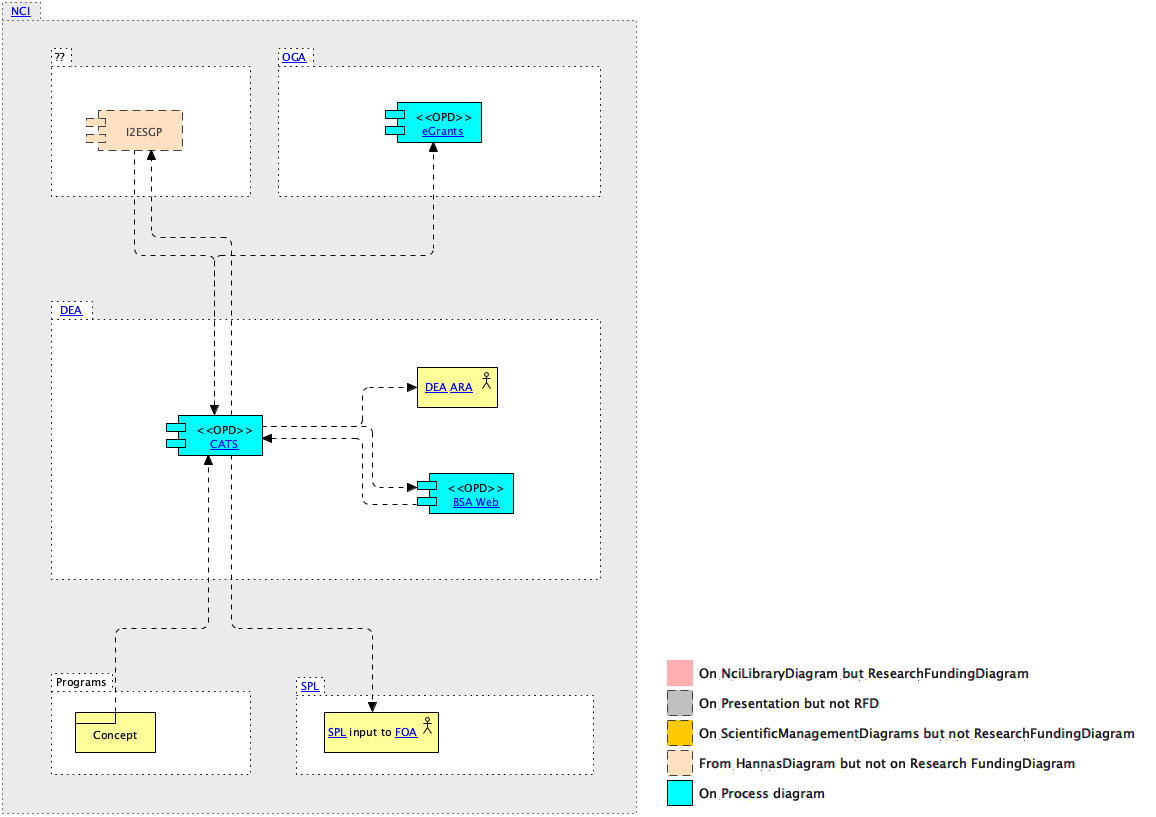 NCI
??
OGA
I2ESGP
<<OPD>>
eGrants
DEA
DEA ARA
<<OPD>>
CATS
<<OPD>>
BSA Web
Programs
SPL
Concept
SPL input to FOA
On NciLibraryDiagram but ResearchFundingDiagram
On Presentation but not RFD
On ScientificManagementDiagrams but not ResearchFundingDiagram
From HannasDiagram but not on Research FundingDiagram
On Process diagram